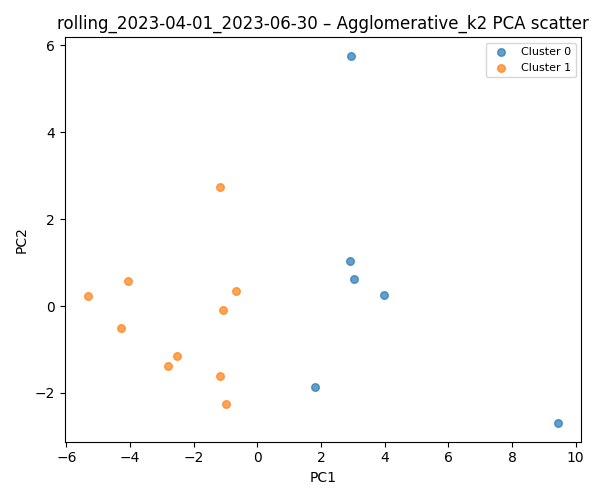 rolling_2023-04-01_2023-06-30 – Agglomerative_k2 PCA scatter
Cluster 0
Cluster 1
6
4
2
0
−2
PC2
−6
−4
−2
0
2
4
6
8
10
PC1